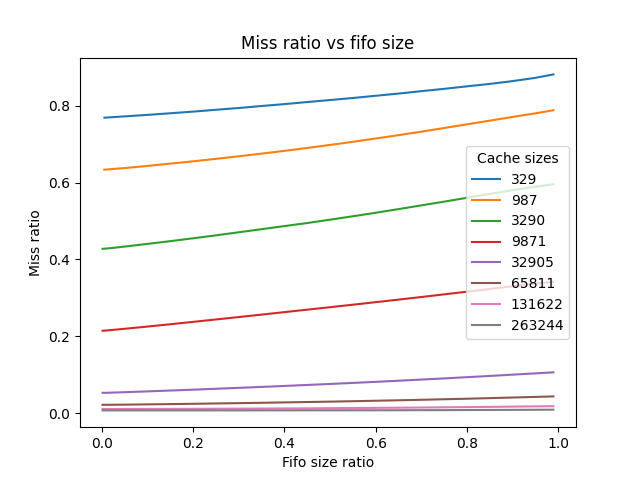 Miss ratio vs fifo size
Miss ratio
0.8
0.6
0.4
0.2
0.0
Cache sizes
329
987
3290
9871
32905
65811
131622
263244
0.0 0.2 0.4 0.6 0.8 1.0
Fifo size ratio